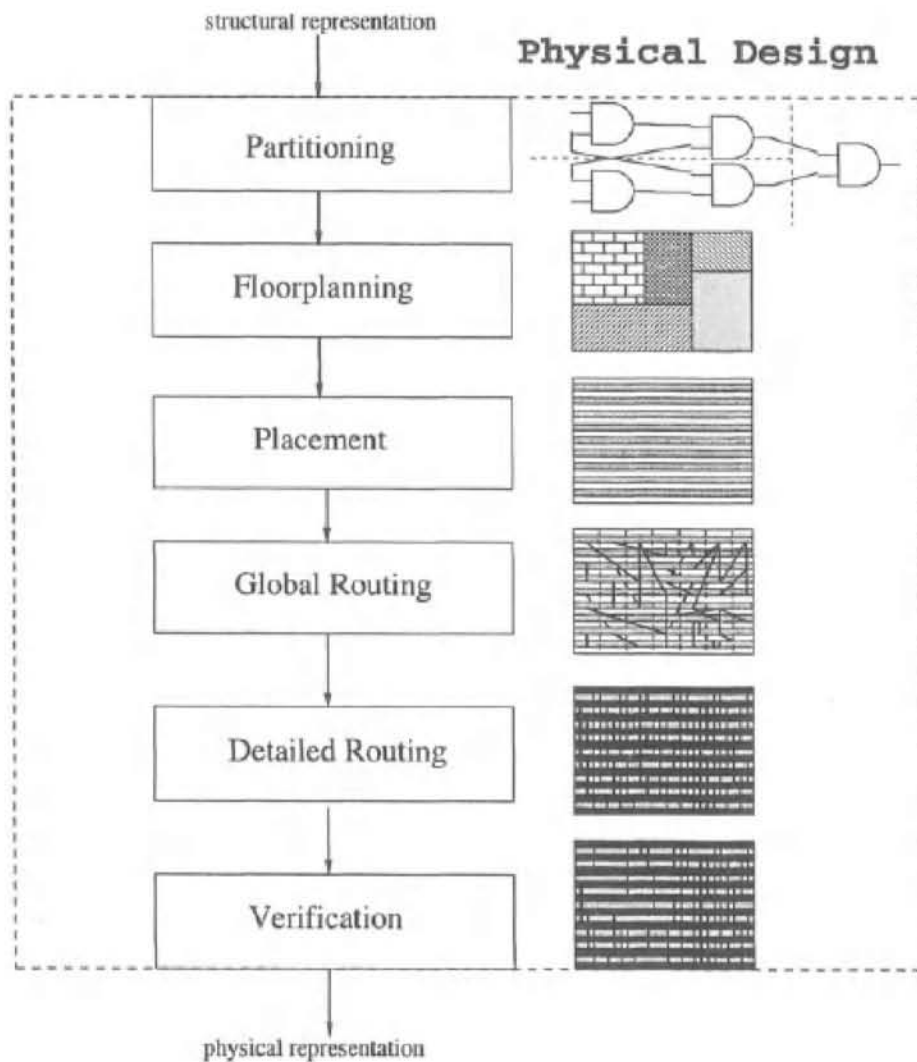 structural representation
Physical Design
Partitioning
Floorplanning
Placement
Global Routing
Detailed Routing
Verification
physical representation